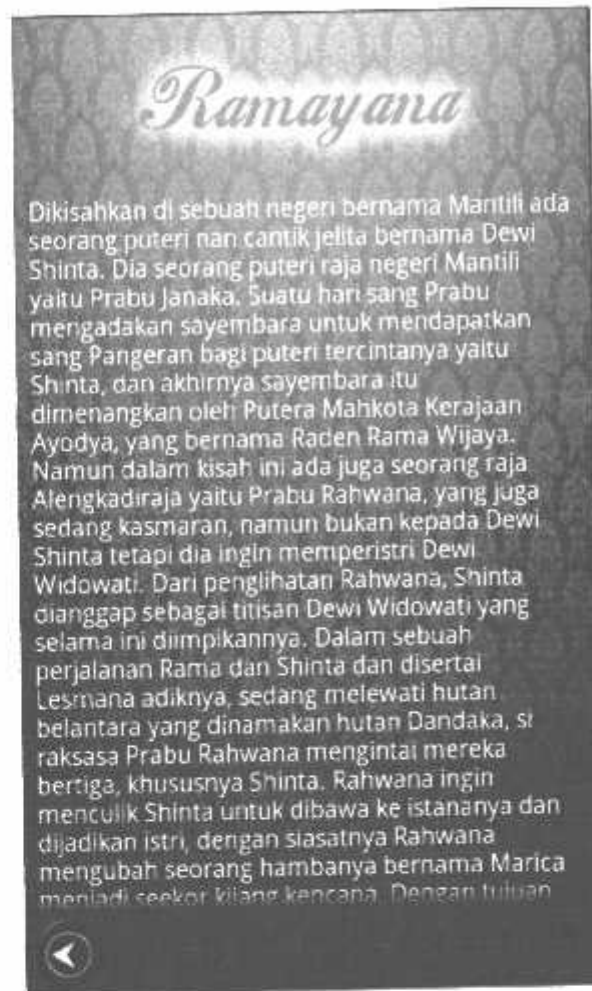 Ramayana
Dikisahkan di sebuah negeri bernama Mantili ada
seorang puteri nan cantik jelita bernama Dewi
Shinta. Dia seorang puteri raja negeri Mantili
yaitu Prabu Janaka. Suatu hari sang Prabu
mengadakan sayembara untuk mendapatkan
sang Pangeran bagi puteri tercintanya yaitu
Shinta, dan akhirnya sayembara itu
dimenangkan oleh Putera Mahkota Kerajaan
Ayodya, yang bernama Raden Rama Wijaya.
Namun dalam kisah ini ada juga seorang raja
Alengkadiraja yaitu Prabu Rahwana, yang juga
sedang kasmaran, namun bukan kepada Dewi
Shinta tetapi dia ingin memperistri Dewi
Widowati. Dari penglihatan Rahwana, Shinta
dianggap sebagai titisan Dewi Widowati yang
selama ini diimpikannya. Dalam sebuah
perjalanan Rama dan Shinta dan disertai
Lesmana adiknya, sedang melewati hutan
belantara yang dinamakan hutan Dandaka, si
raksasa Prabu Rahwana mengintai mereka
bertiga, khususnya Shinta. Rahwana ingin
menculik Shinta untuk dibawa ke istananya dan
dijadikan istri, dengan siasatnya Rahwana
mengubah seorang hambanya bernama Marica
menjadi seekor kijang kencana. Dengan tujuan